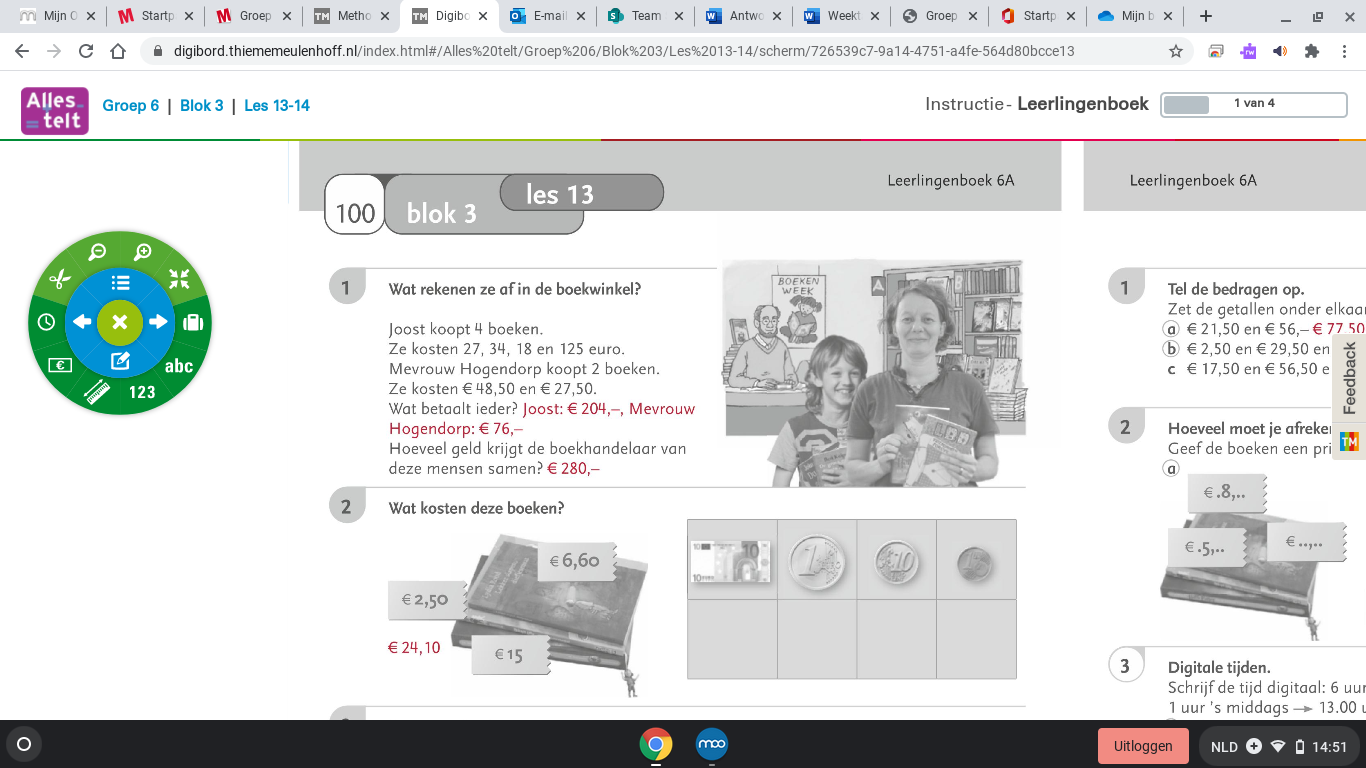 Mijn O
Startp
Groep
Metho
Digibo
E-mail
Team
Antwo
Weekt
Groep
Startp
Mijn b
digibord.thiememeulenhoff.nl/index.html#/Alles%20telt/Groep%206/Blok%203/Les%2013-14/scherm/726539c7-9a14-4751-a4fe-564d80bcce13
Alles telt
Groep 6 | Blok 3 | Les 13-14
Instructie - Leerlingenboek
1 van 4
abc
123
100
blok 3
les 13
Leerlingenboek 6A
1
Wat rekenen ze af in de boekwinkel?
Joost koopt 4 boeken.
Ze kosten 27, 34, 18 en 125 euro.
Mevrouw Hogendorp koopt 2 boeken.
Ze kosten € 48,50 en € 27,50.
Wat betaalt ieder? Joost: € 204,–, Mevrouw
Hogendorp: € 76,–
Hoeveel geld krijgt de boekhandelaar van
deze mensen samen? € 280,–
BOEKEN
WEEK
A
2
Wat kosten deze boeken?
€ 6,60
€ 2,50
€ 24,10
€ 15
10
10
10 EURO
1
10
Leerlingenboek 6A
1
Tel de bedragen op.
Zet de getallen onder elkaa
a € 21,50 en € 56,– € 77,50
b € 2,50 en € 29,50 en
c € 17,50 en € 56,50 e
2
Hoeveel moet je afreke
Geef de boeken een pri
a
€ .8,..
€ .5,..
€ ..,..
3
Digitale tijden.
Schrijf de tijd digitaal: 6 uur
1 uur 's middags → 13.00 u
Feedback
TM
moo
Uitloggen
NLD
14:51